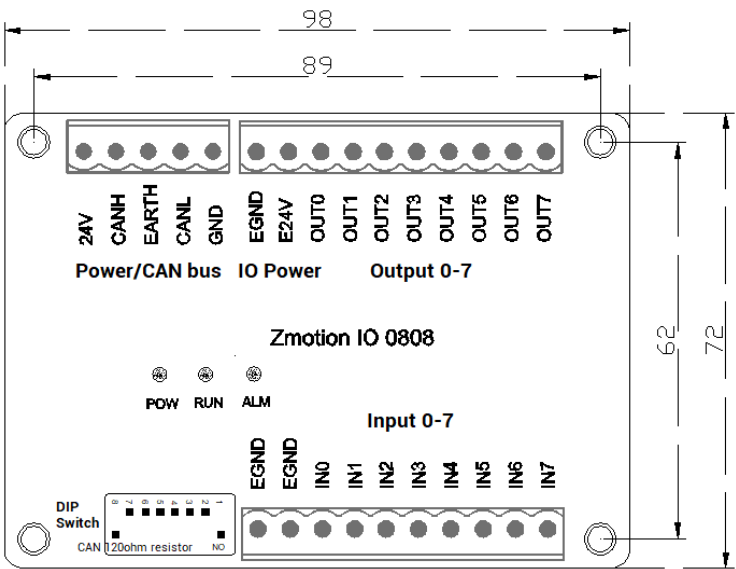 98
89
24V CANH EARTH CANL GND EGND E24V OUT0 OUT1 OUT2 OUT3 OUT4 OUT5 OUT6 OUT7
Power/CAN bus IO Power Output 0-7
62
72
Zmotion IO 0808
POW RUN ALM
Input 0-7
EGND EGND IN0 IN1 IN2 IN3 IN4 IN5 IN6 IN7
DIP
Switch
8 7 6 5 4 3 2 1
CAN 120ohm resistor ON